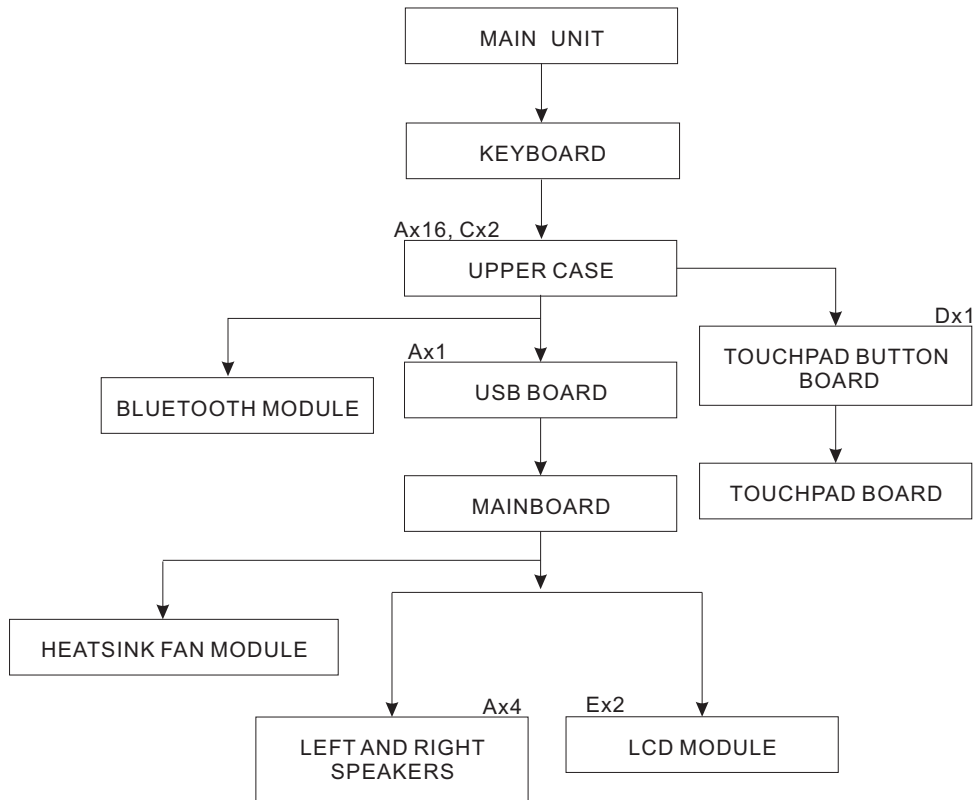 MAIN UNIT
KEYBOARD
Ax16, Cx2
UPPER CASE
Dx1
TOUCHPAD BUTTON
BOARD
Ax1
USB BOARD
BLUETOOTH MODULE
TOUCHPAD BOARD
MAINBOARD
HEATSINK FAN MODULE
Ax4
LEFT AND RIGHT
SPEAKERS
Ex2
LCD MODULE